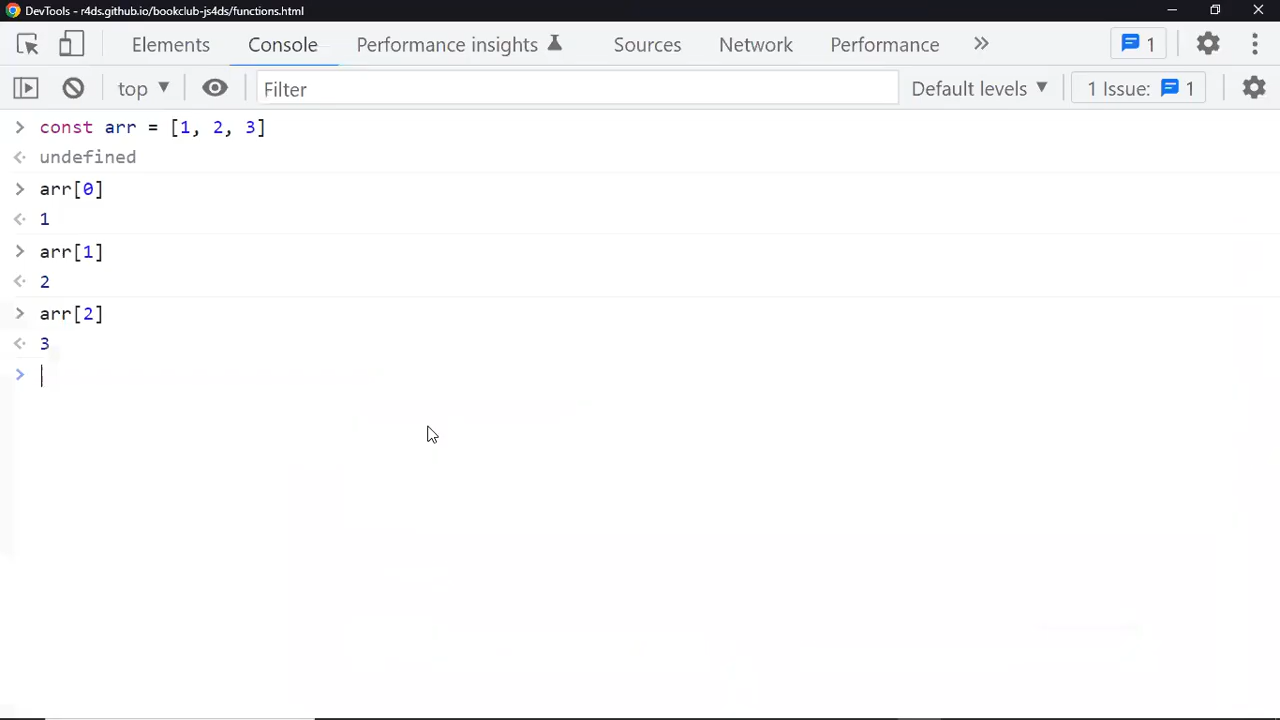 DevTools - r4ds.github.io/bookclub-js4ds/functions.html
Elements Console Performance insights Sources Network Performance » 1
top ▼ Filter Default levels ▼ 1 Issue: 1
> const arr = [1, 2, 3]
undefined
> arr[0]
1
> arr[1]
2
> arr[2]
3
>